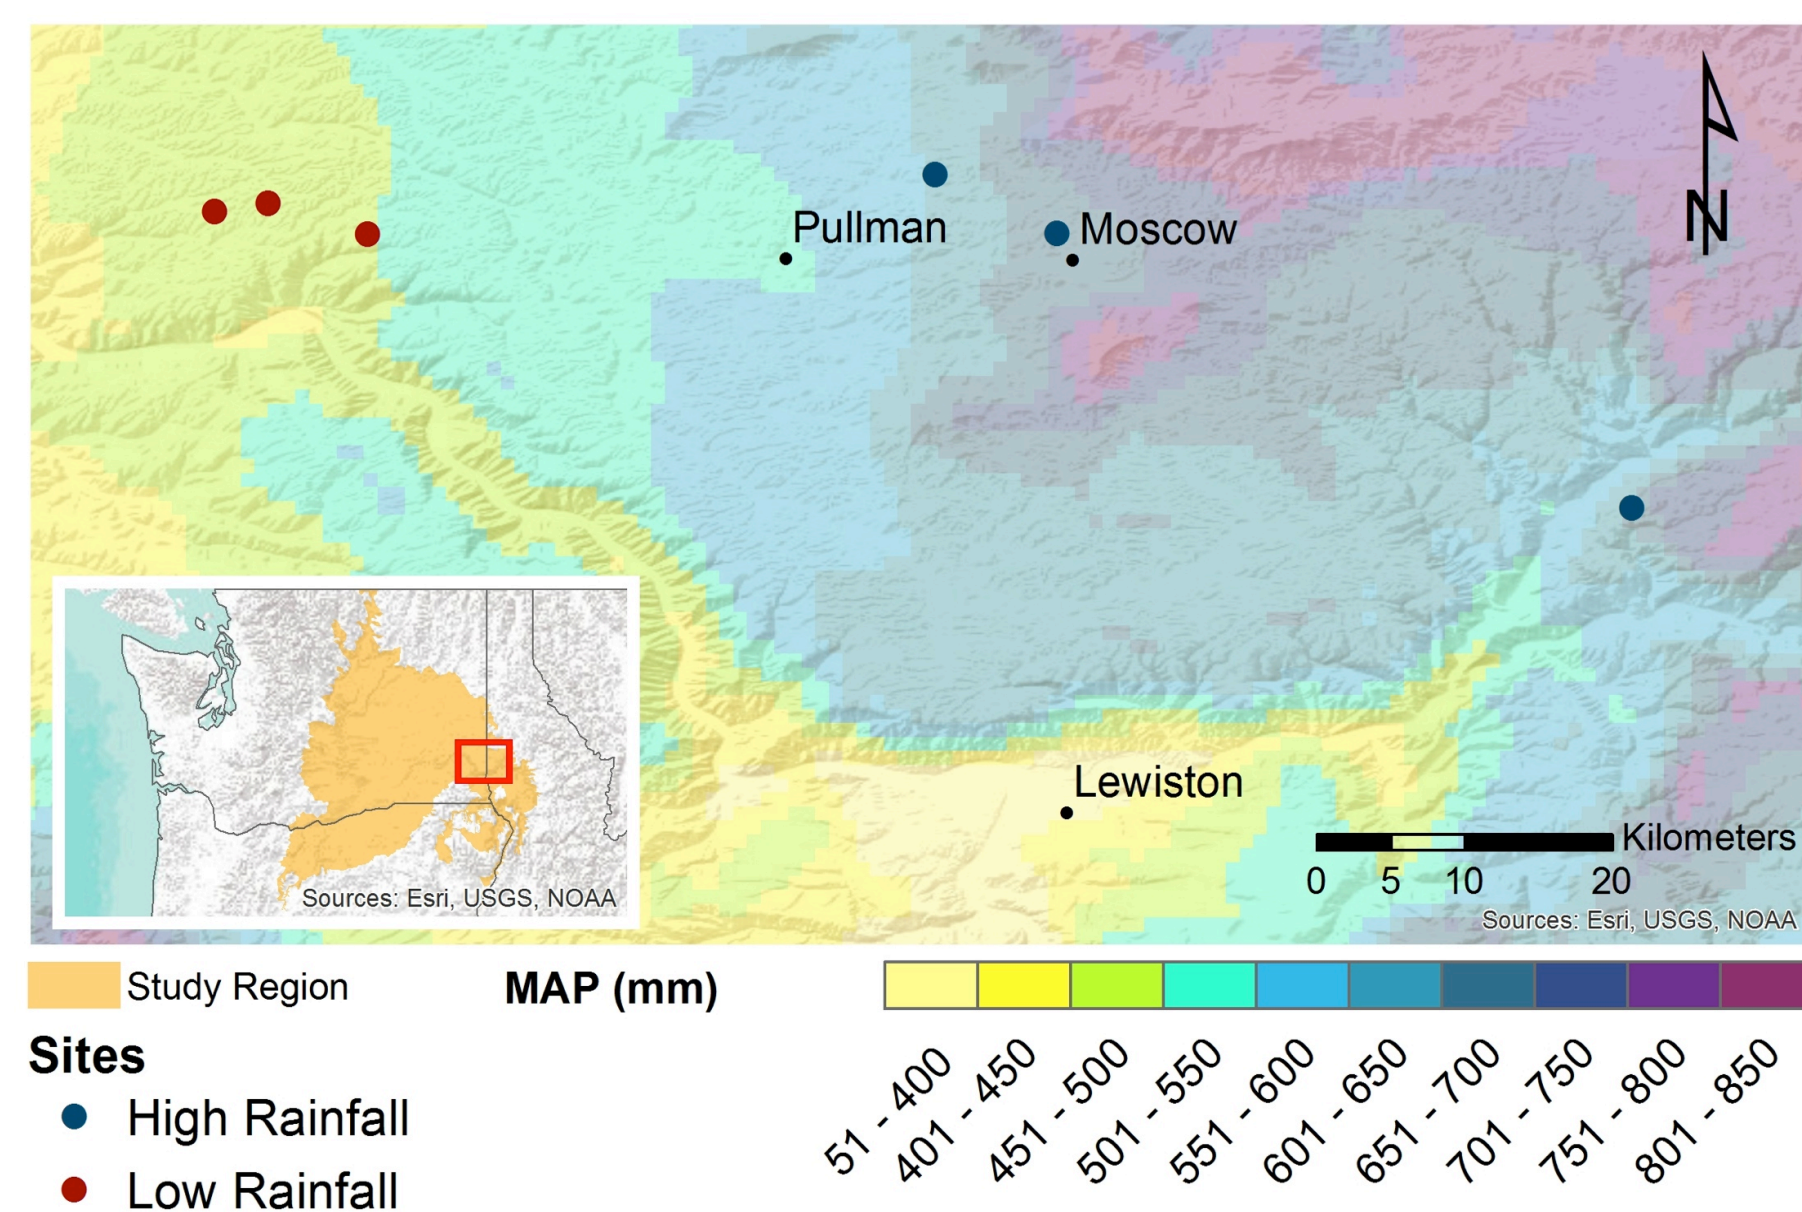 N
Pullman
Moscow
Lewiston
Kilometers
0 5 10 20
Sources: Esri, USGS, NOAA
Sources: Esri, USGS, NOAA
Study Region
MAP (mm)
51 - 400
401 - 450
451 - 500
501 - 550
551 - 600
601 - 650
651 - 700
701 - 750
751 - 800
801 - 850
Sites
High Rainfall
Low Rainfall